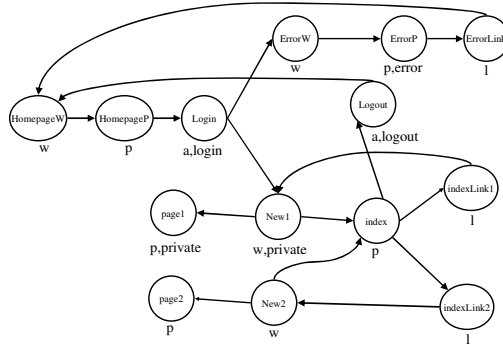 ErrorW
ErrorP
ErrorLink
w
p,error
l
HomepageW
HomepageP
Login
Logout
w
p
a,login
a,logout
page1
New1
index
indexLink1
p,private
w,private
p
l
page2
New2
indexLink2
p
w
l